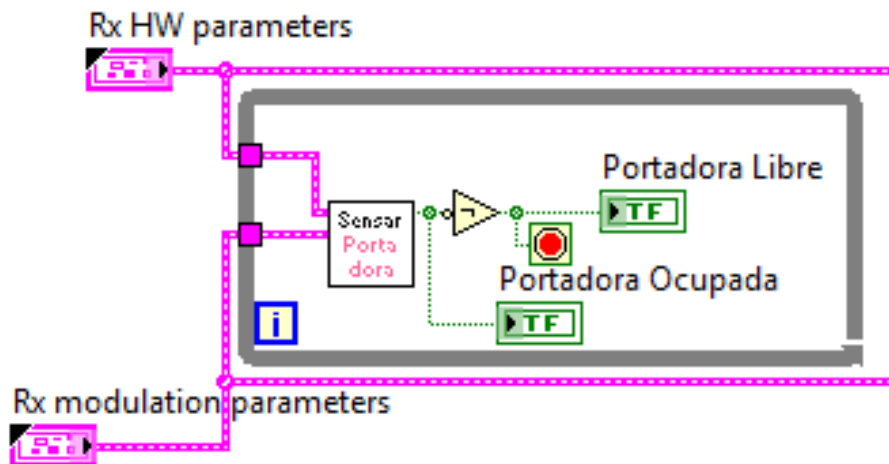 Rx HW parameters
Portadora Libre
TF
Sensar
Porta
dora
Portadora Ocupada
TF
i
Rx modulation parameters